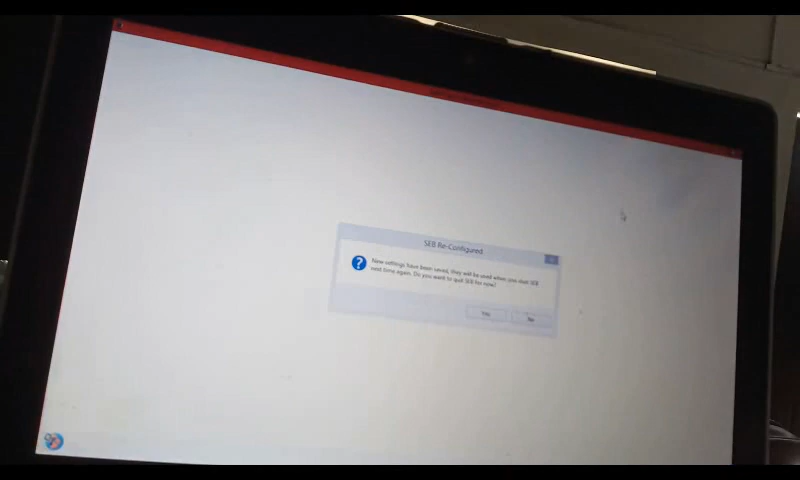 SEB Re-Configured
New settings have been saved, they will be used when you start SEB
next time again. Do you want to quit SEB for now?
Yes
No